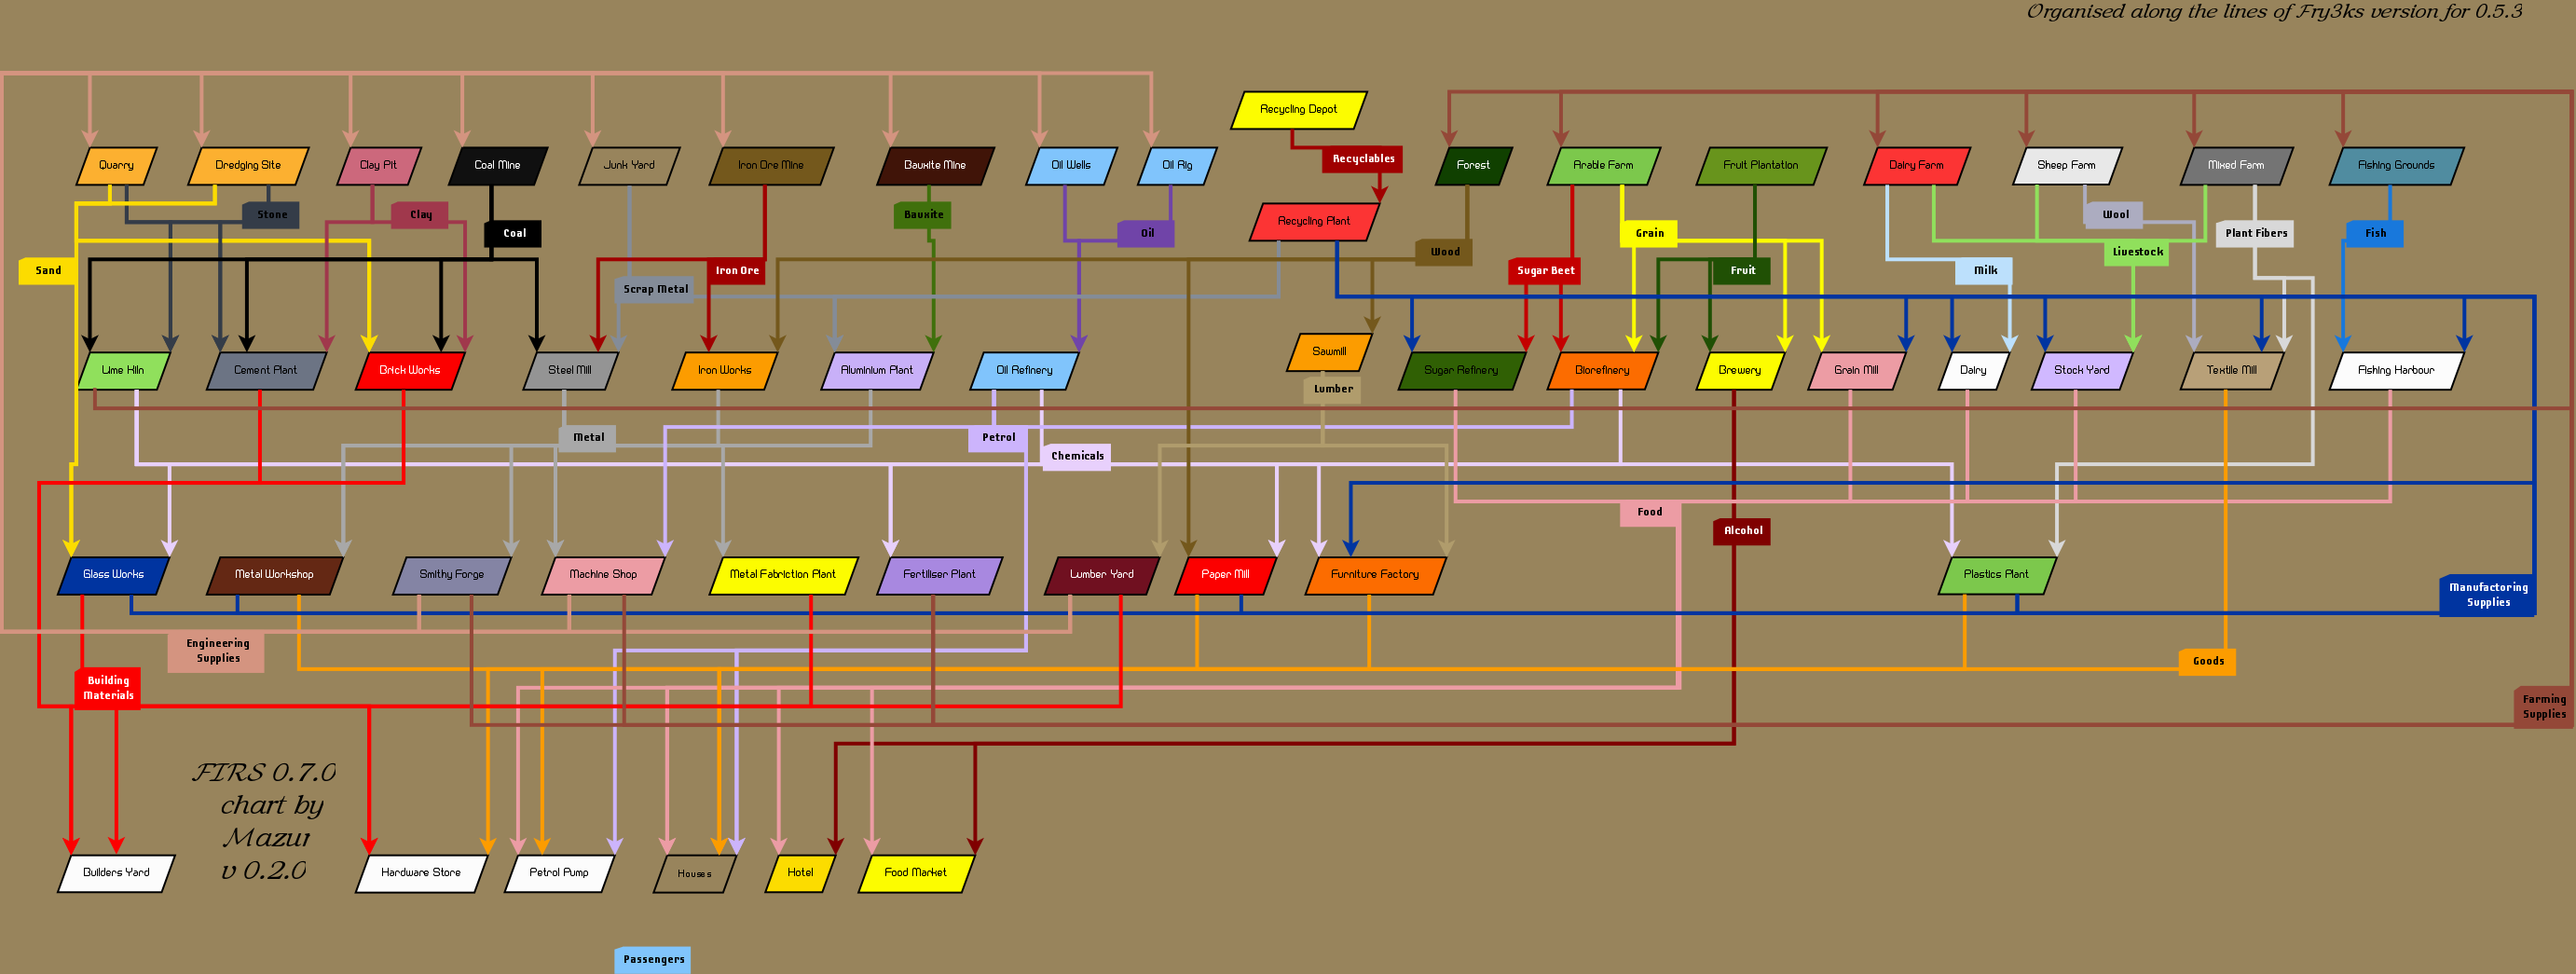 Organised along the lines of Fry3ks version for 0.5.3
Recycling Depot
Quarry
Dredging Site
Clay Pit
Coal Mine
Junk Yard
Iron Ore Mine
Bauxite Mine
Oil Wells
Oil Rig
Recyclables
Forest
Arable Farm
Fruit Plantation
Dairy Farm
Sheep Farm
Mixed Farm
Fishing Grounds
Stone
Clay
Bauxite
Recycling Plant
Wool
Coal
Oil
Grain
Plant Fibers
Fish
Wood
Livestock
Sand
Iron Ore
Sugar Beet
Fruit
Milk
Scrap Metal
Sawmill
Lime Kiln
Cement Plant
Brick Works
Steel Mill
Iron Works
Aluminium Plant
Oil Refinery
Sugar Refinery
Biorefinery
Brewery
Grain Mill
Dairy
Stock Yard
Textile Mill
Fishing Harbour
Lumber
Metal
Petrol
Chemicals
Food
Alcohol
Glass Works
Metal Workshop
Smithy Forge
Machine Shop
Metal Fabriction Plant
Fertiliser Plant
Lumber Yard
Paper Mill
Furniture Factory
Plastics Plant
Manufactoring
Supplies
Engineering
Supplies
Goods
Building
Materials
Farming
Supplies
FIRS 0.7.0
chart by
Mazur
v 0.2.0
Builders Yard
Hardware Store
Petrol Pump
Houses
Hotel
Food Market
Passengers